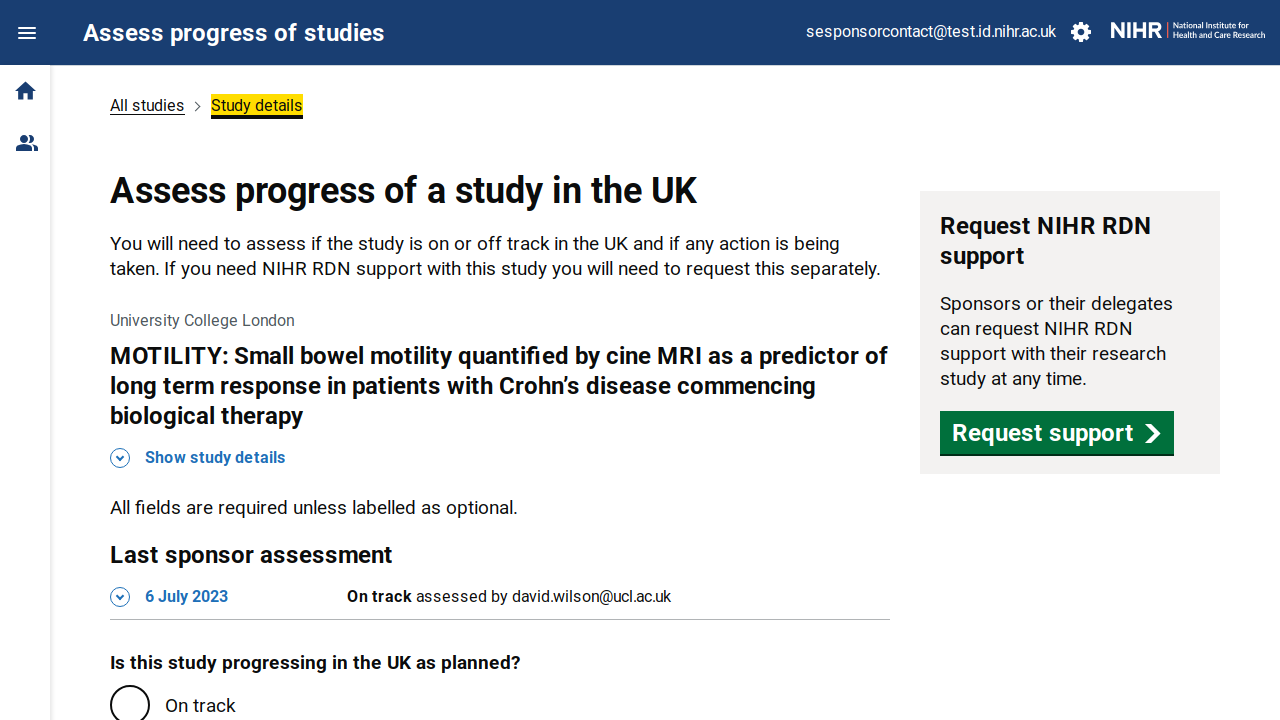 Assess progress of studies
sesponsorcontact@test.id.nihr.ac.uk
NIHR
National Institute for
Health and Care Research
All studies
Study details
Assess progress of a study in the UK
You will need to assess if the study is on or off track in the UK and if any action is being
taken. If you need NIHR RDN support with this study you will need to request this separately.
University College London
MOTILITY: Small bowel motility quantified by cine MRI as a predictor of
long term response in patients with Crohn’s disease commencing
biological therapy
Show study details
All fields are required unless labelled as optional.
Last sponsor assessment
6 July 2023
On track assessed by david.wilson@ucl.ac.uk
Is this study progressing in the UK as planned?
On track
Request NIHR RDN
support
Sponsors or their delegates
can request NIHR RDN
support with their research
study at any time.
Request support